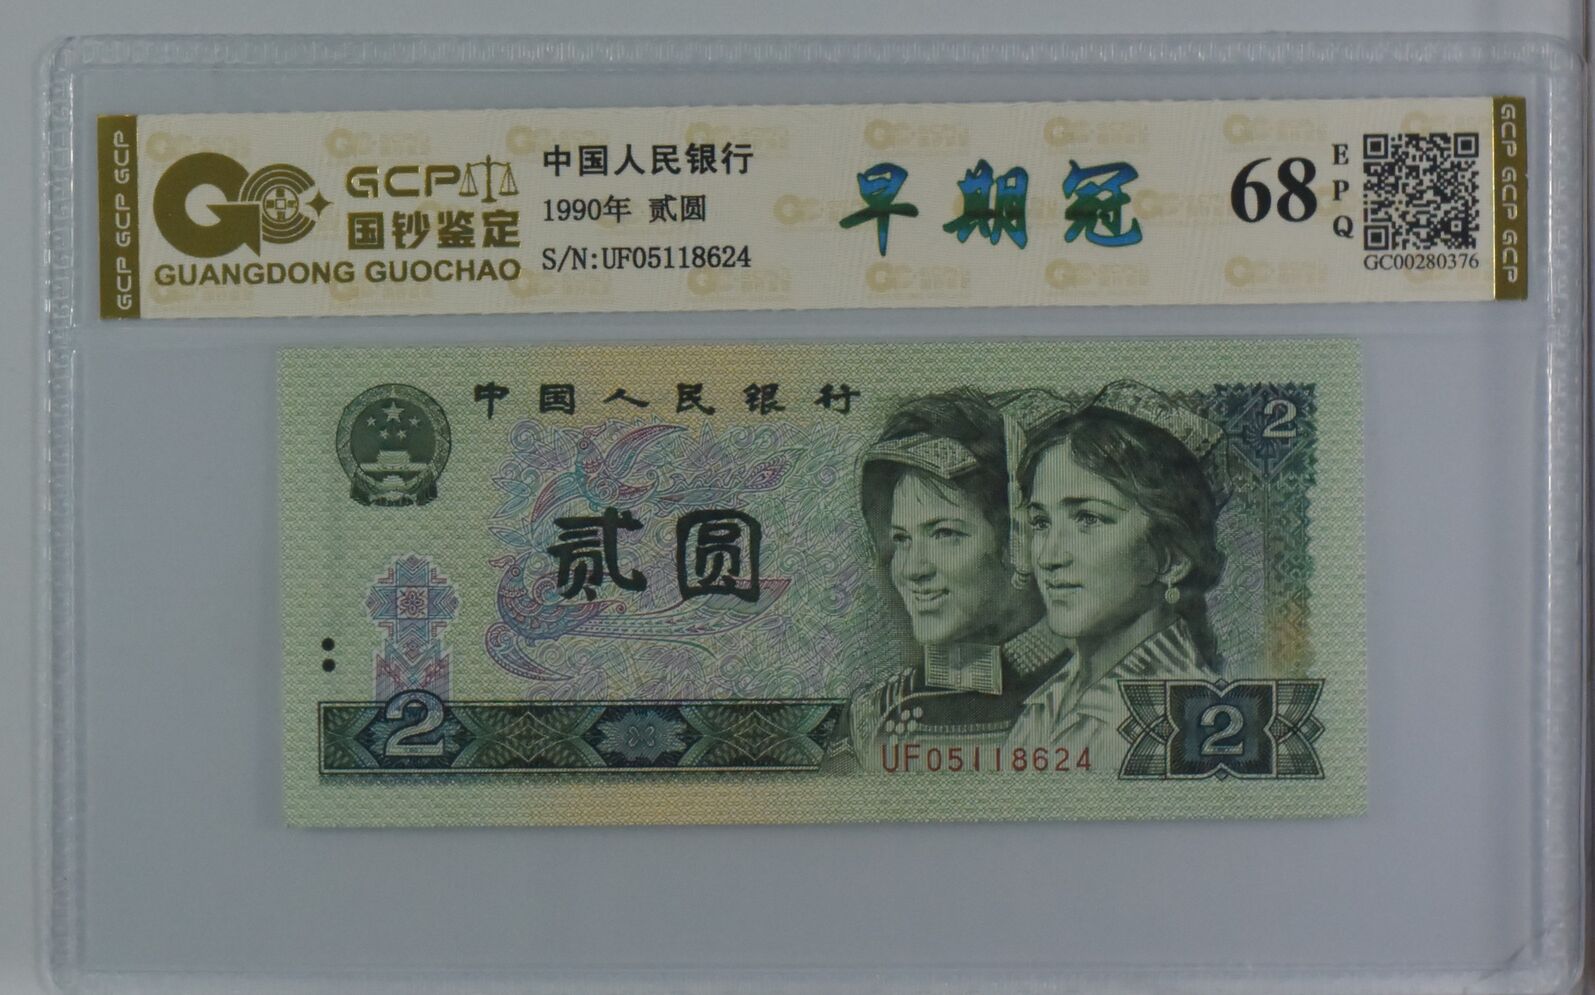 GCP GCP GCP
GC GCP
国钞鉴定
GUANGDONG GUOCHAO
中国人民银行
1990年 贰圆
S/N:UF05118624
早期冠
68
EPQ
GC00280376
GCP GCP GCP
中国人民银行
2
贰圆
2
UF05118624
2